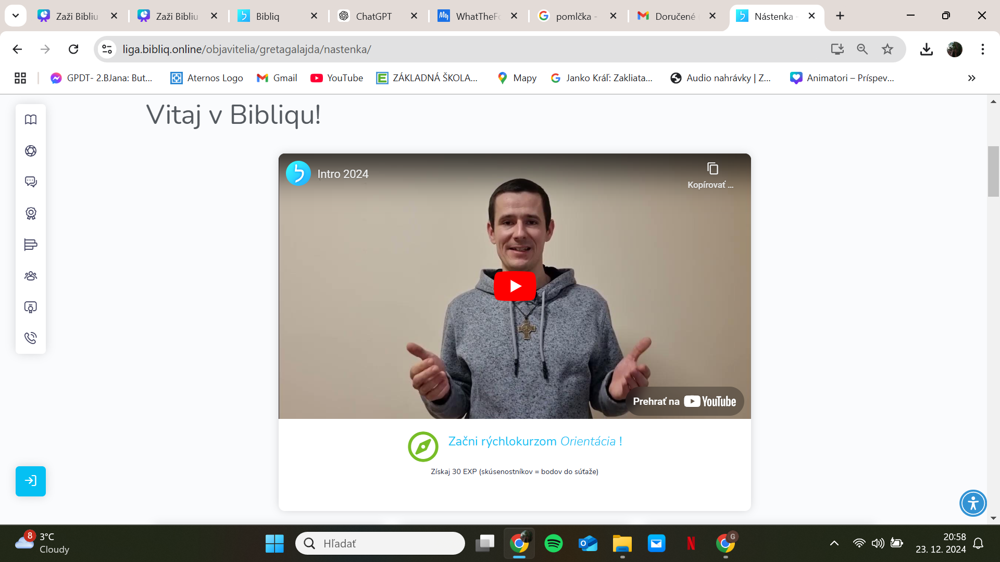 Zaži Bibliu
Zaži Bibliu
Bibliq
ChatGPT
WhatTheFo
pomlčka -
Doručené
Nástenka -
liga.bibliq.online/objavitelia/gretagalajda/nastenka/
GPDT- 2.BJana: But...
Aternos Logo
Gmail
YouTube
ZÁKLADNÁ ŠKOLA...
Mapy
Janko Kráľ: Zakliata...
Audio nahrávky | Z...
Animatori – Príspev...
Vitaj v Bibliqu!
Intro 2024
Kopírovať ...
Prehrať na YouTube
Začni rýchlokurzom Orientácia !
Získaj 30 EXP (skúsenostníkov = bodov do súťaže)
8
3°C
Cloudy
Hľadať
G
20:58
23. 12. 2024